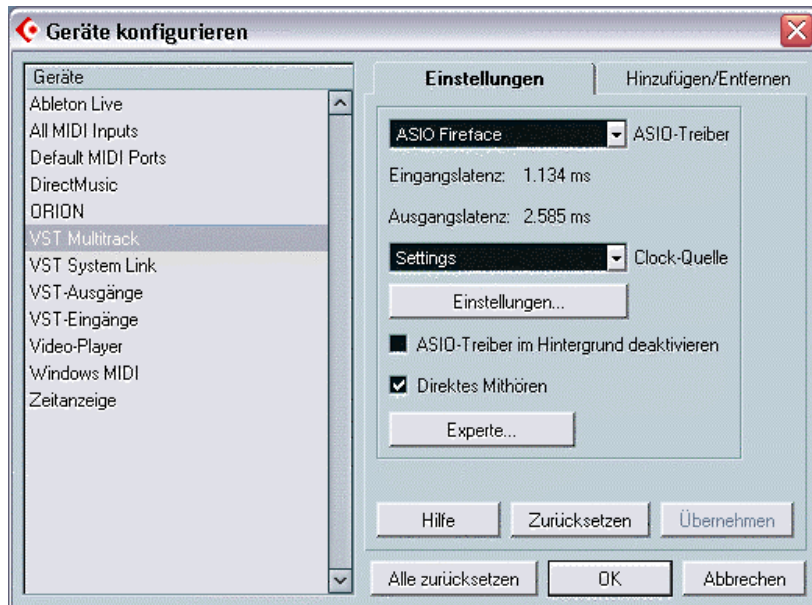 Geräte konfigurieren
Geräte
Ableton Live
All MIDI Inputs
Default MIDI Ports
DirectMusic
ORION
VST Multitrack
VST System Link
VST-Ausgänge
VST-Eingänge
Video-Player
Windows MIDI
Zeitanzeige
Einstellungen
Hinzufügen/Entfernen
ASIO Fireface ASIO-Treiber
Eingangslatenz: 1.134 ms
Ausgangslatenz: 2.585 ms
Settings Clock-Quelle
Einstellungen...
ASIO-Treiber im Hintergrund deaktivieren
Direktes Mithören
Experte...
Hilfe Zurücksetzen Übernehmen
Alle zurücksetzen OK Abbrechen